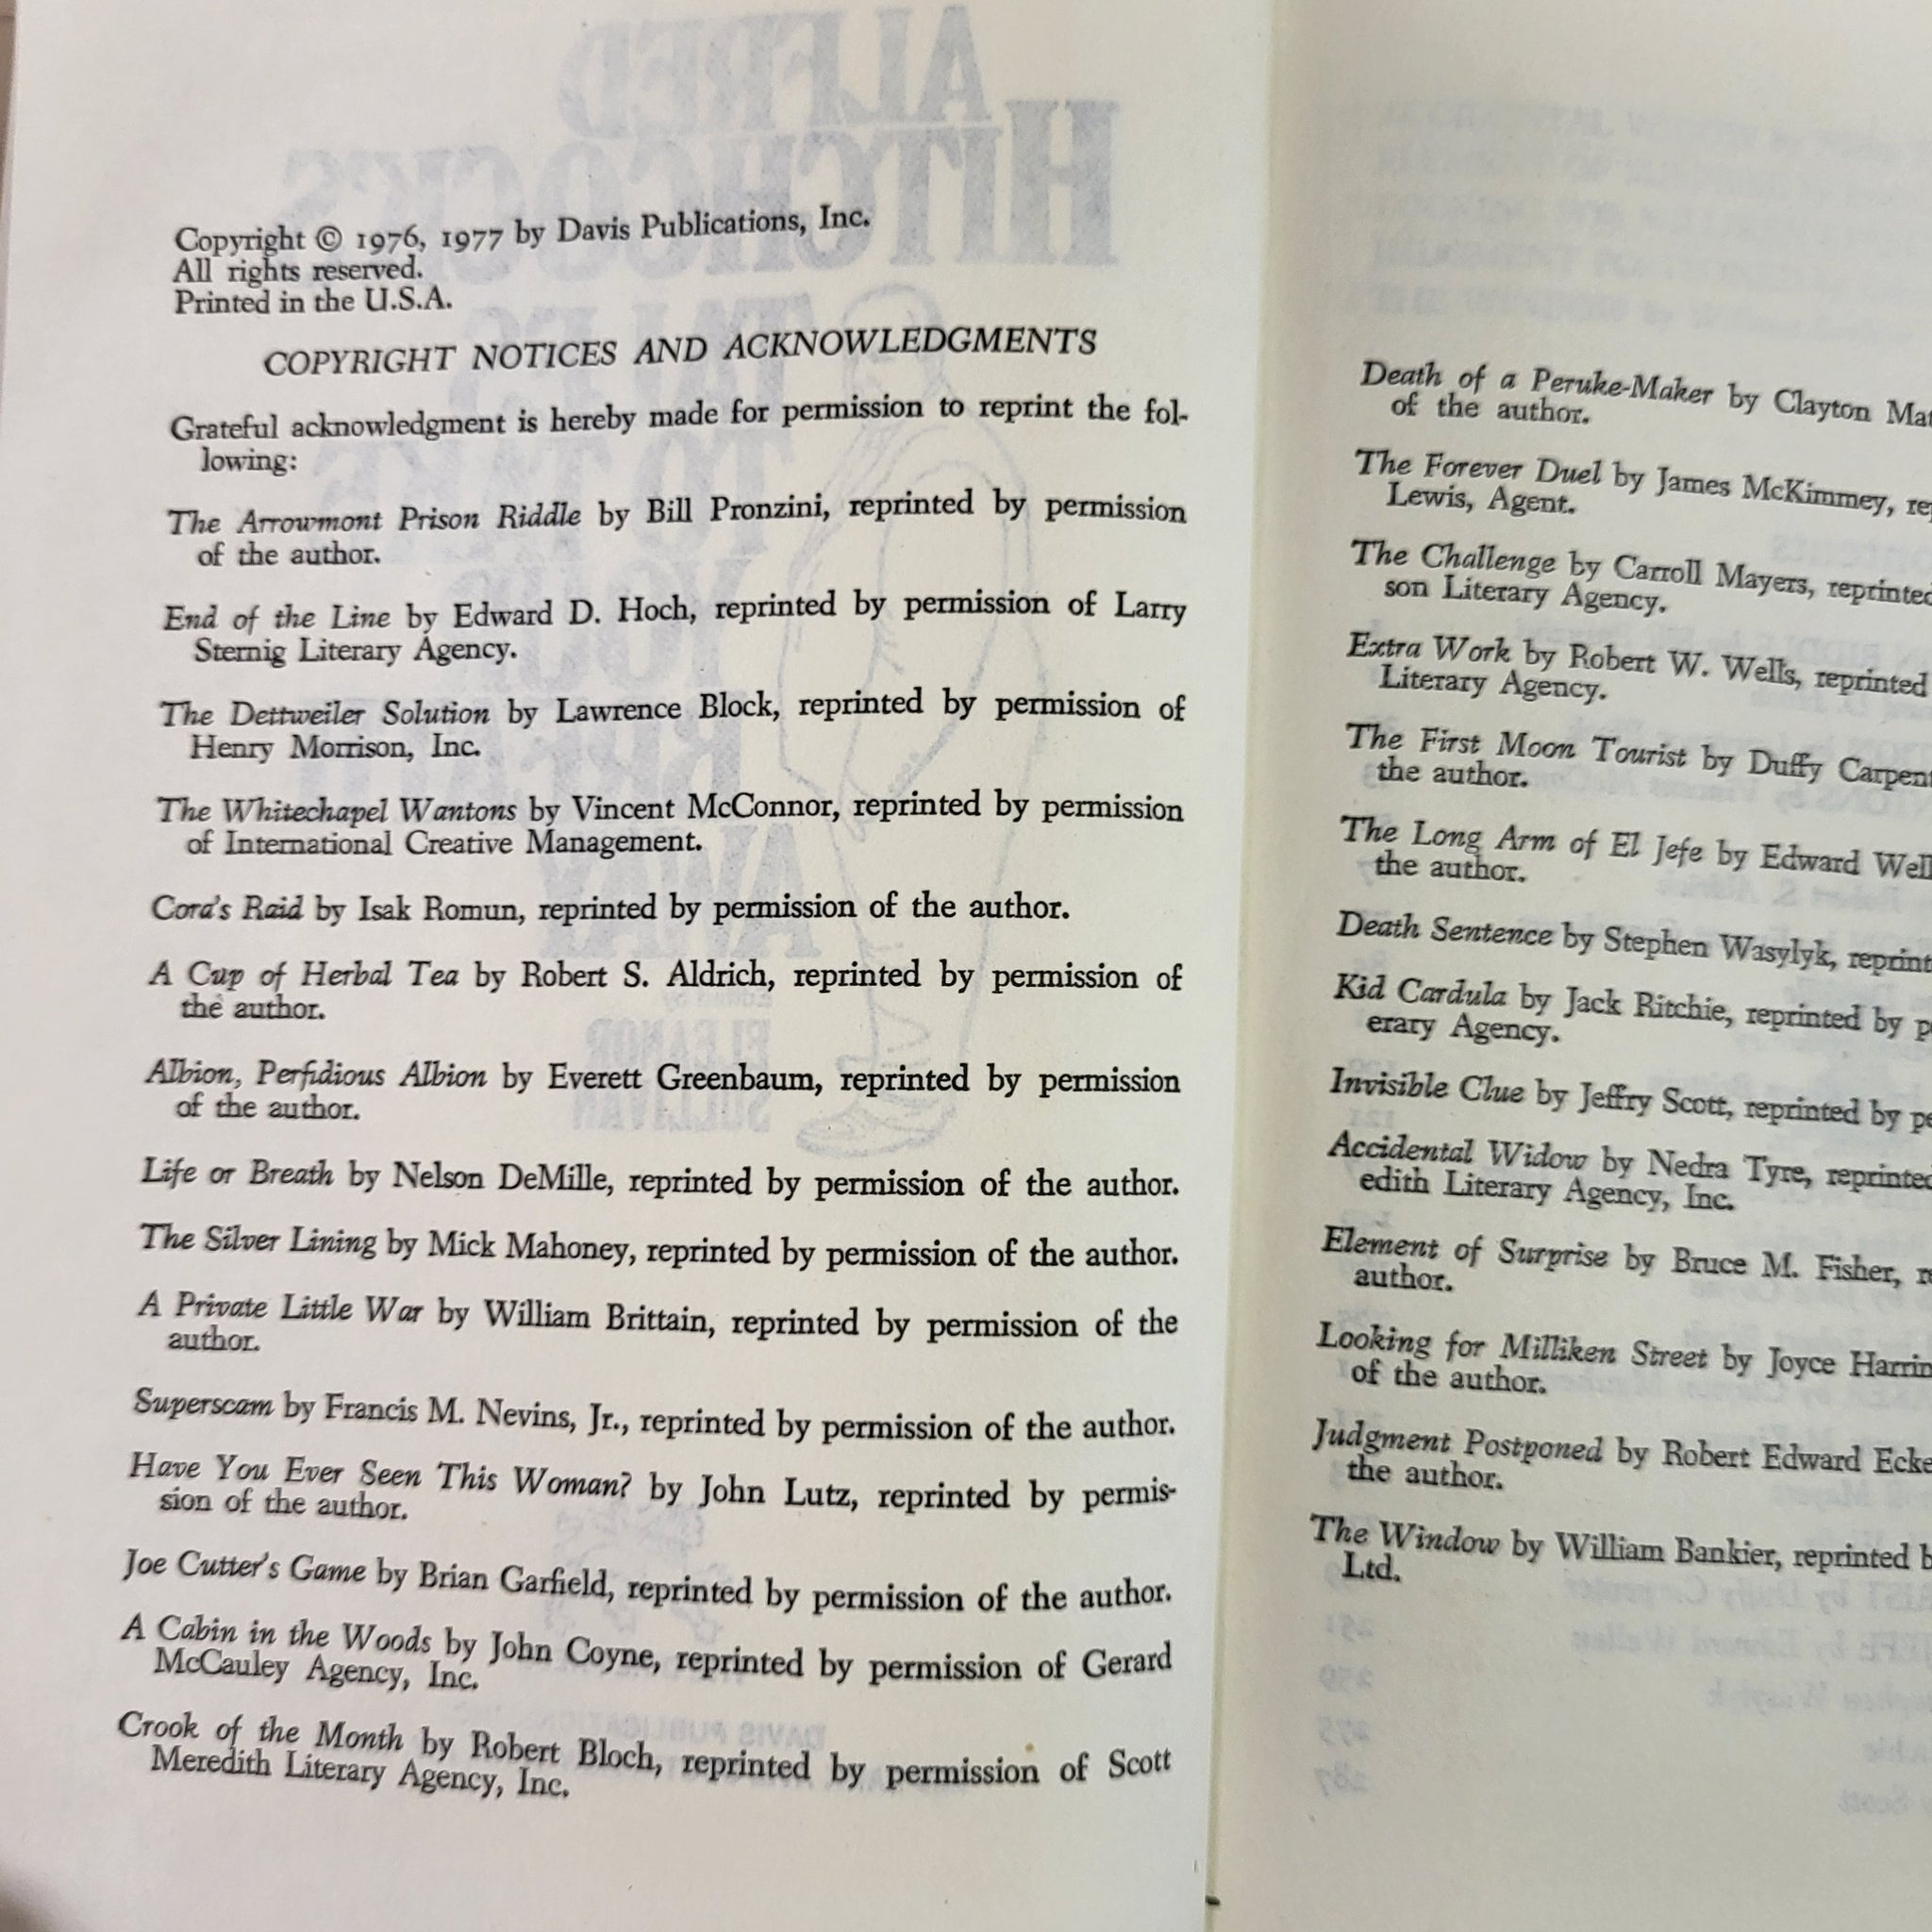 Copyright © 1976, 1977 by Davis Publications, Inc.
All rights reserved.
Printed in the U.S.A.
COPYRIGHT NOTICES AND ACKNOWLEDGMENTS
Grateful acknowledgment is hereby made for permission to reprint the fol-
lowing:
The Arrowmont Prison Riddle by Bill Pronzini, reprinted by permission
of the author.
End of the Line by Edward D. Hoch, reprinted by permission of Larry
Sternig Literary Agency.
The Dettweiler Solution by Lawrence Block, reprinted by permission of
Henry Morrison, Inc.
The Whitechapel Wantons by Vincent McConnor, reprinted by permission
of International Creative Management.
Cora's Raid by Isak Romun, reprinted by permission of the author.
A Cup of Herbal Tea by Robert S. Aldrich, reprinted by permission of
the author.
Albion, Perfidious Albion by Everett Greenbaum, reprinted by permission
of the author.
Life or Breath by Nelson DeMille, reprinted by permission of the author.
The Silver Lining by Mick Mahoney, reprinted by permission of the author.
A Private Little War by William Brittain, reprinted by permission of the
author.
Superscam by Francis M. Nevins, Jr., reprinted by permission of the author.
Have You Ever Seen This Woman? by John Lutz, reprinted by permis-
sion of the author.
Joe Cutter's Game by Brian Garfield, reprinted by permission of the author.
A Cabin in the Woods by John Coyne, reprinted by permission of Gerard
McCauley Agency, Inc.
Crook of the Month by Robert Bloch, reprinted by permission of Scott
Meredith Literary Agency, Inc.
Death of a Peruke-Maker by Clayton Mat
of the author.
The Forever Duel by James McKimmey, re
Lewis, Agent.
The Challenge by Carroll Mayers, reprinted
son Literary Agency.
Extra Work by Robert W. Wells, reprinted
Literary Agency.
The First Moon Tourist by Duffy Carpent
the author.
The Long Arm of El Jefe by Edward Well
the author.
Death Sentence by Stephen Wasylyk, reprint
Kid Cardula by Jack Ritchie, reprinted by p
erary Agency.
Invisible Clue by Jeffry Scott, reprinted by pe
Accidental Widow by Nedra Tyre, reprinted
edith Literary Agency, Inc.
Element of Surprise by Bruce M. Fisher, re
author.
Looking for Milliken Street by Joyce Harrin
of the author.
Judgment Postponed by Robert Edward Ecke
the author.
The Window by William Bankier, reprinted b
Ltd.